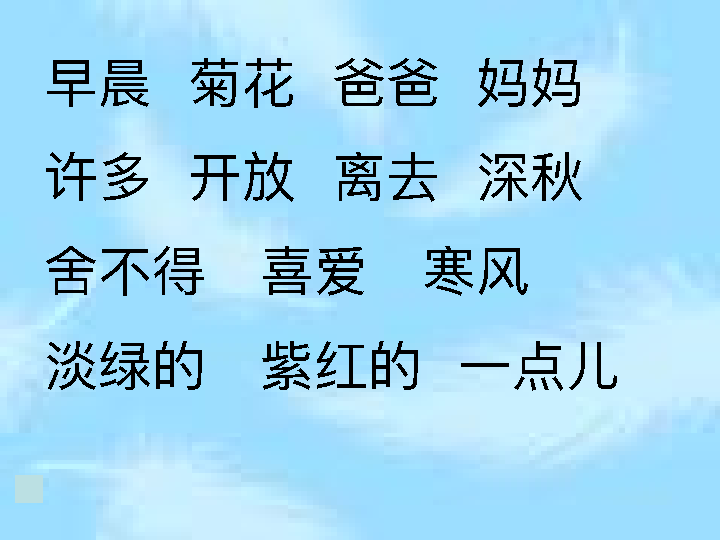 早晨 菊花 爸爸 妈妈
许多 开放 离去 深秋
舍不得 喜爱 寒风
淡绿的 紫红的 一点儿